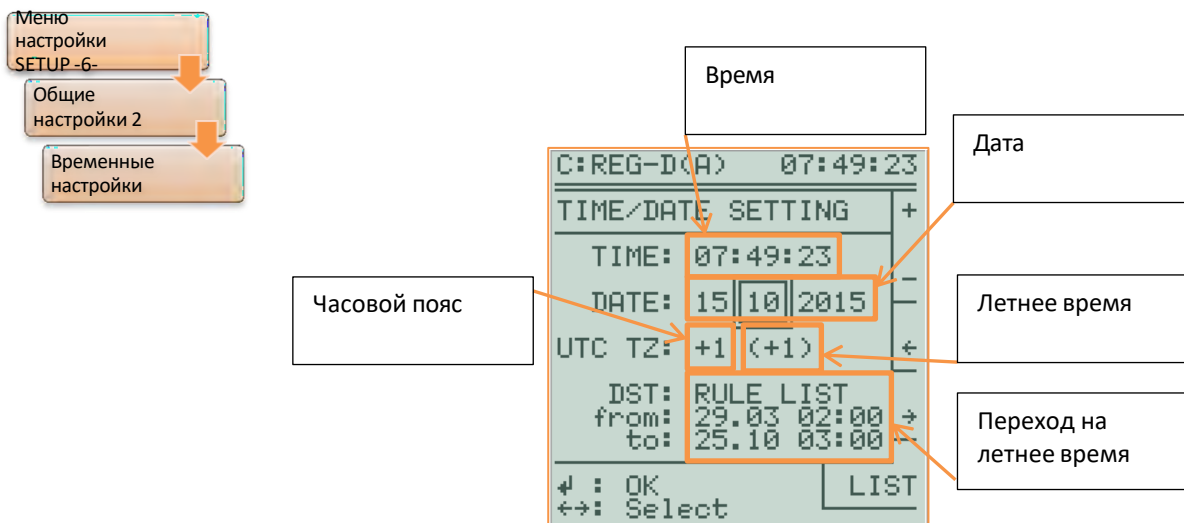 Меню
настройки
SETUP -6-
Общие
настройки 2
Временные
настройки
Время
Дата
Часовой пояс
Летнее время
Переход на
летнее время
C:REG-D(A) 07:49:23
TIME/DATE SETTING +
TIME: 07:49:23
-
DATE: 15 10 2015
UTC TZ: +1 (+1) ←
DST: RULE LIST
from: 29.03 02:00 →
to: 25.10 03:00
↲ : OK LIST
←→: Select